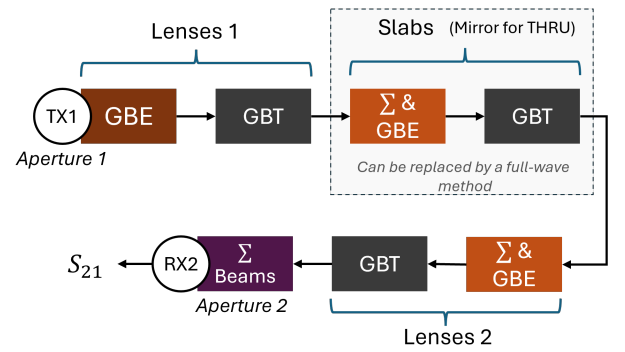 Lenses 1
Slabs (Mirror for THRU)
TX1
GBE
GBT
∑ &
GBE
GBT
Aperture 1
Can be replaced by a full-wave
method
S₂₁
RX2
∑
Beams
GBT
∑ &
GBE
Aperture 2
Lenses 2